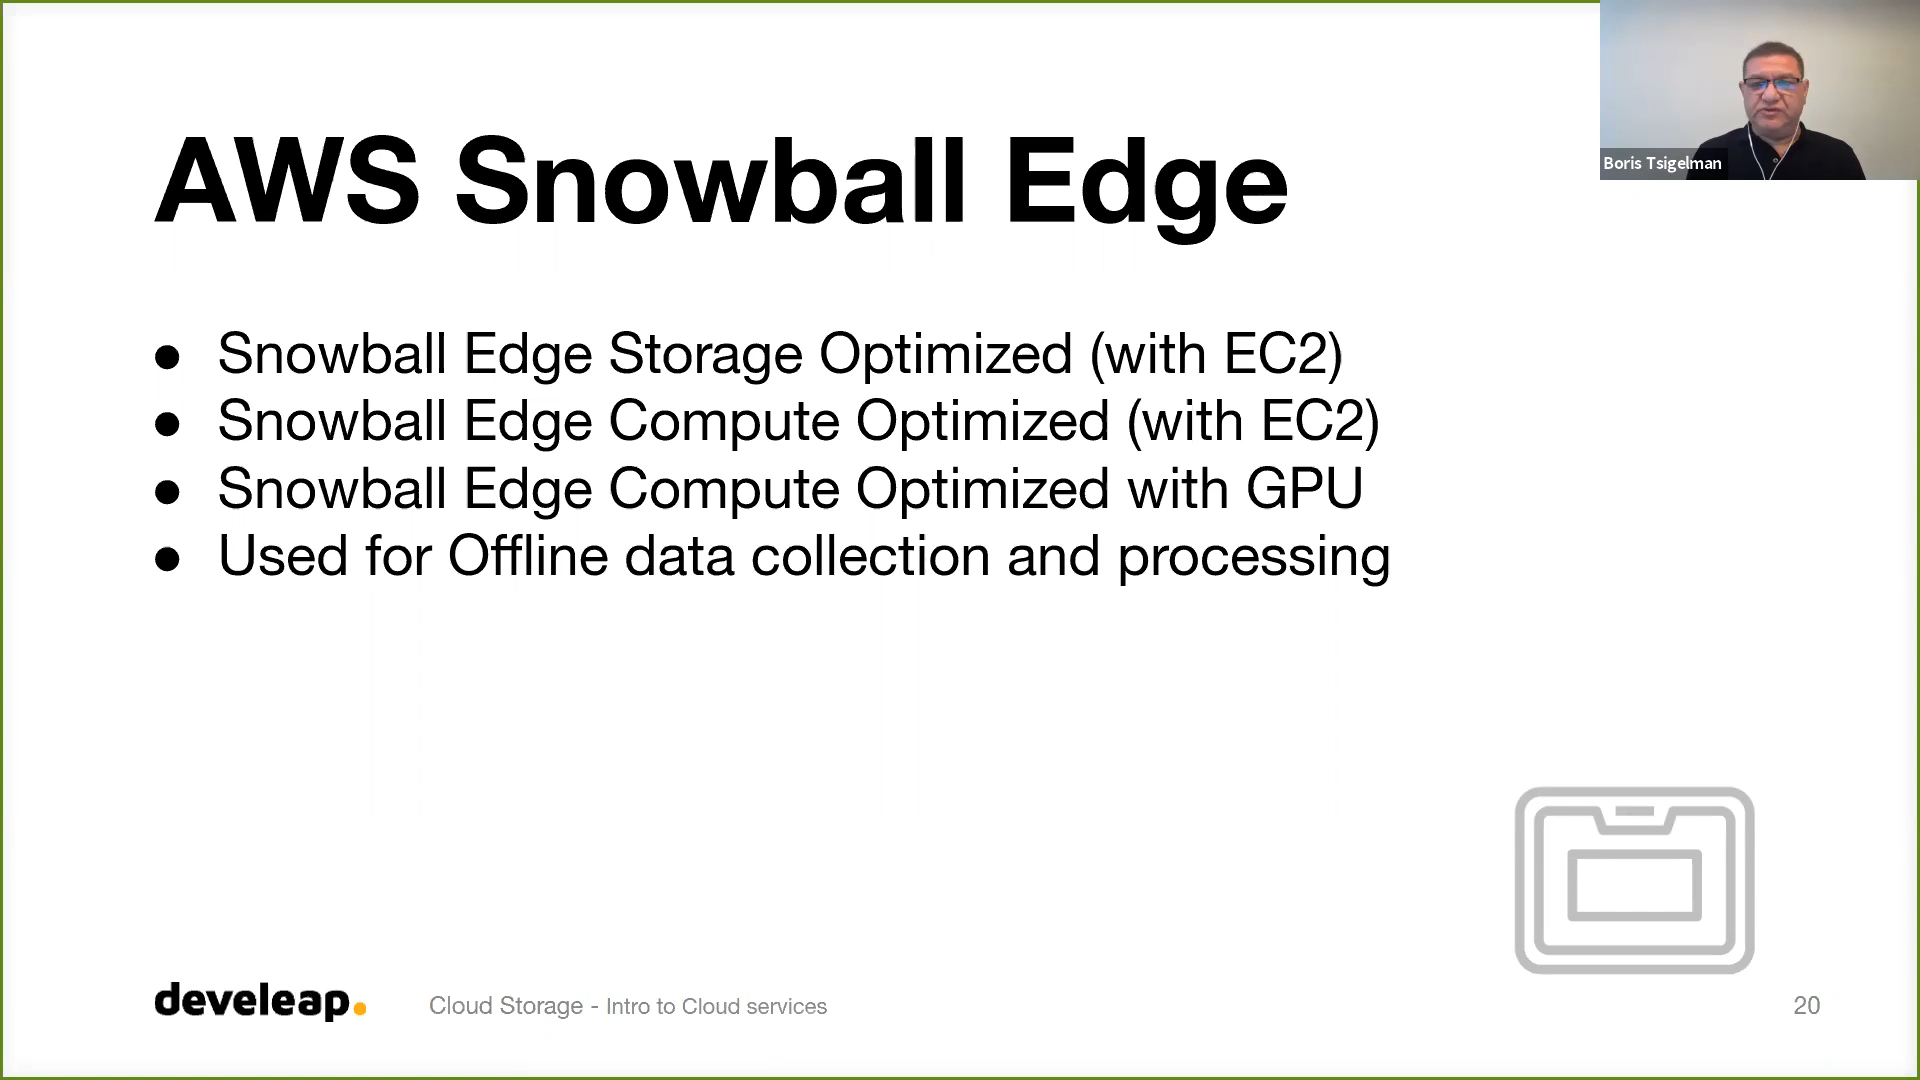 AWS Snowball Edge
Boris Tsigelman
● Snowball Edge Storage Optimized (with EC2)
● Snowball Edge Compute Optimized (with EC2)
● Snowball Edge Compute Optimized with GPU
● Used for Offline data collection and processing
develeap.
Cloud Storage - Intro to Cloud services
20